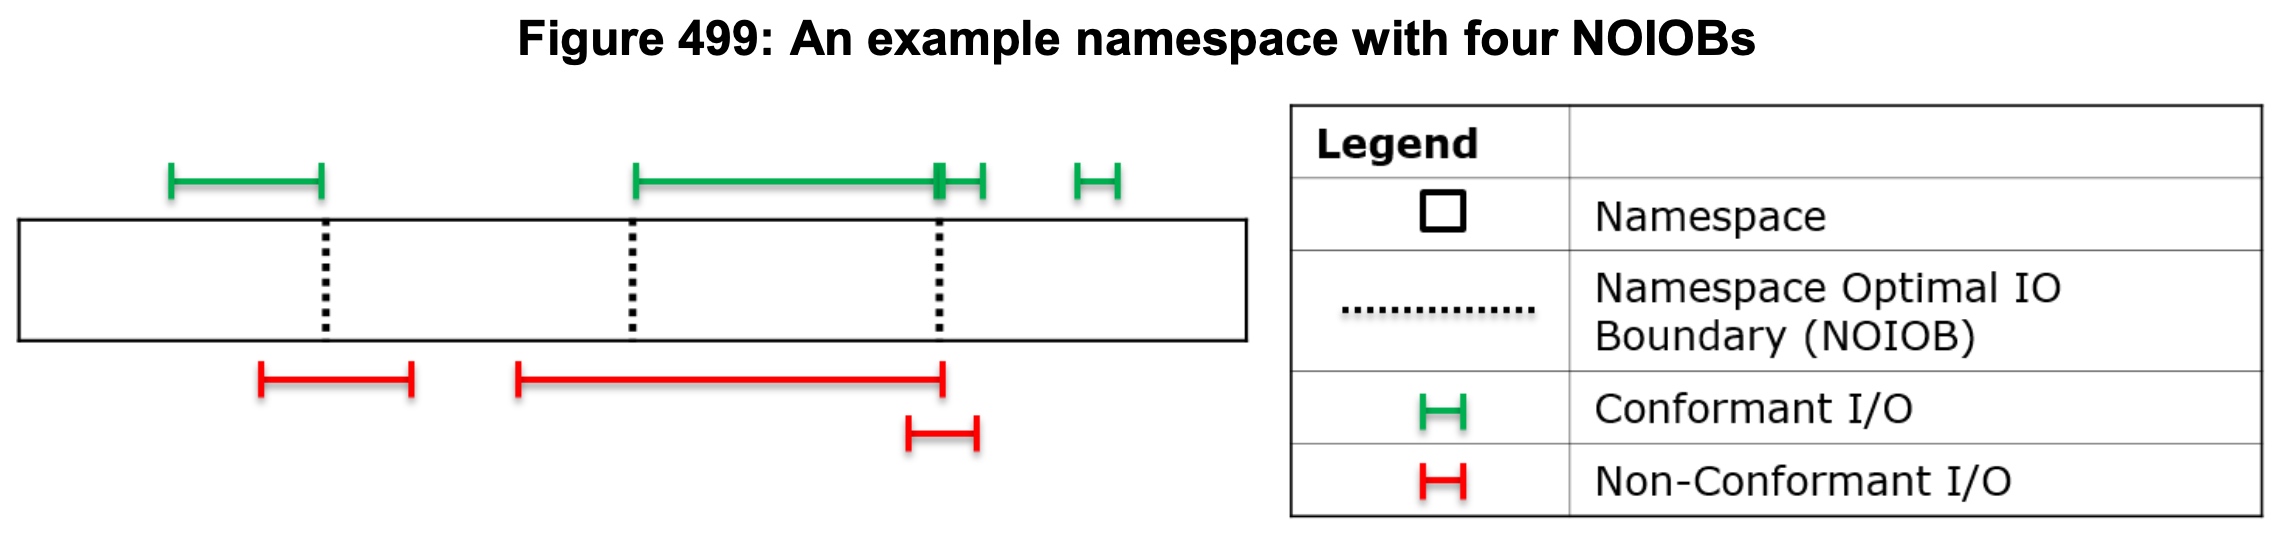 Figure 499: An example namespace with four NOIOBs
Legend
Namespace
Namespace Optimal IO
Boundary (NOIOB)
Conformant I/O
Non-Conformant I/O